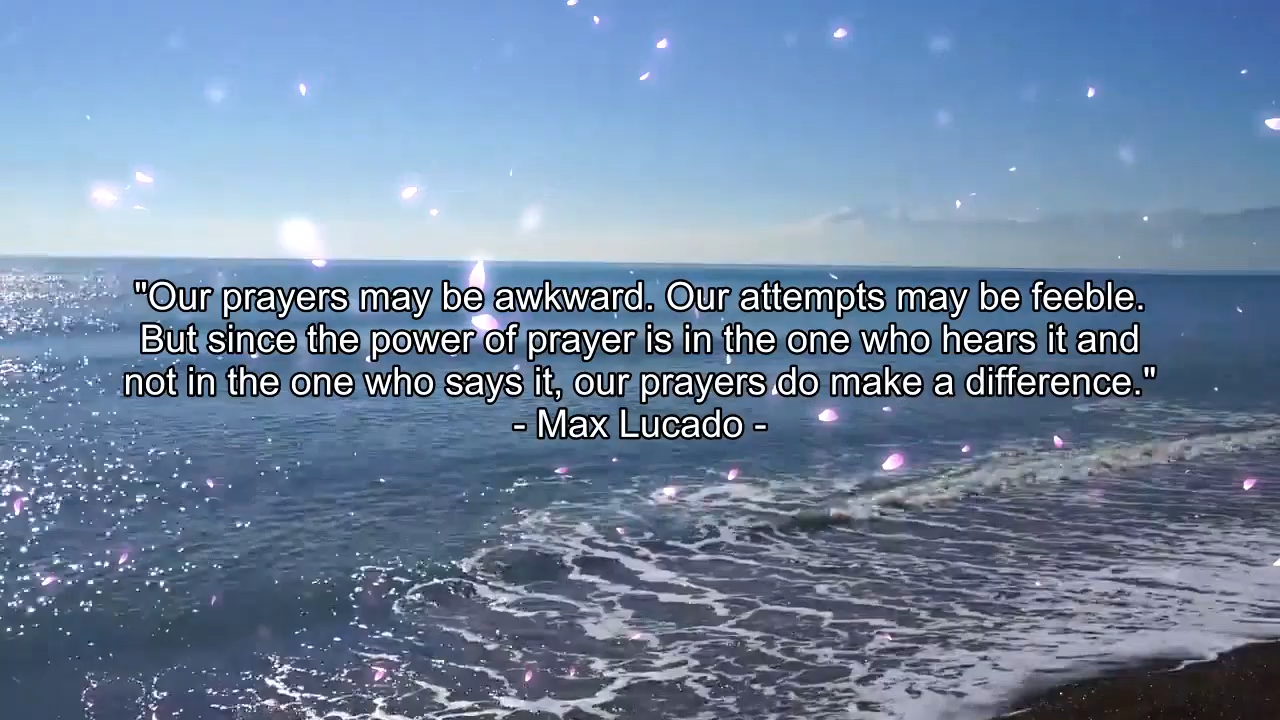 "Our prayers may be awkward. Our attempts may be feeble.
But since the power of prayer is in the one who hears it and
not in the one who says it, our prayers do make a difference."
- Max Lucado -